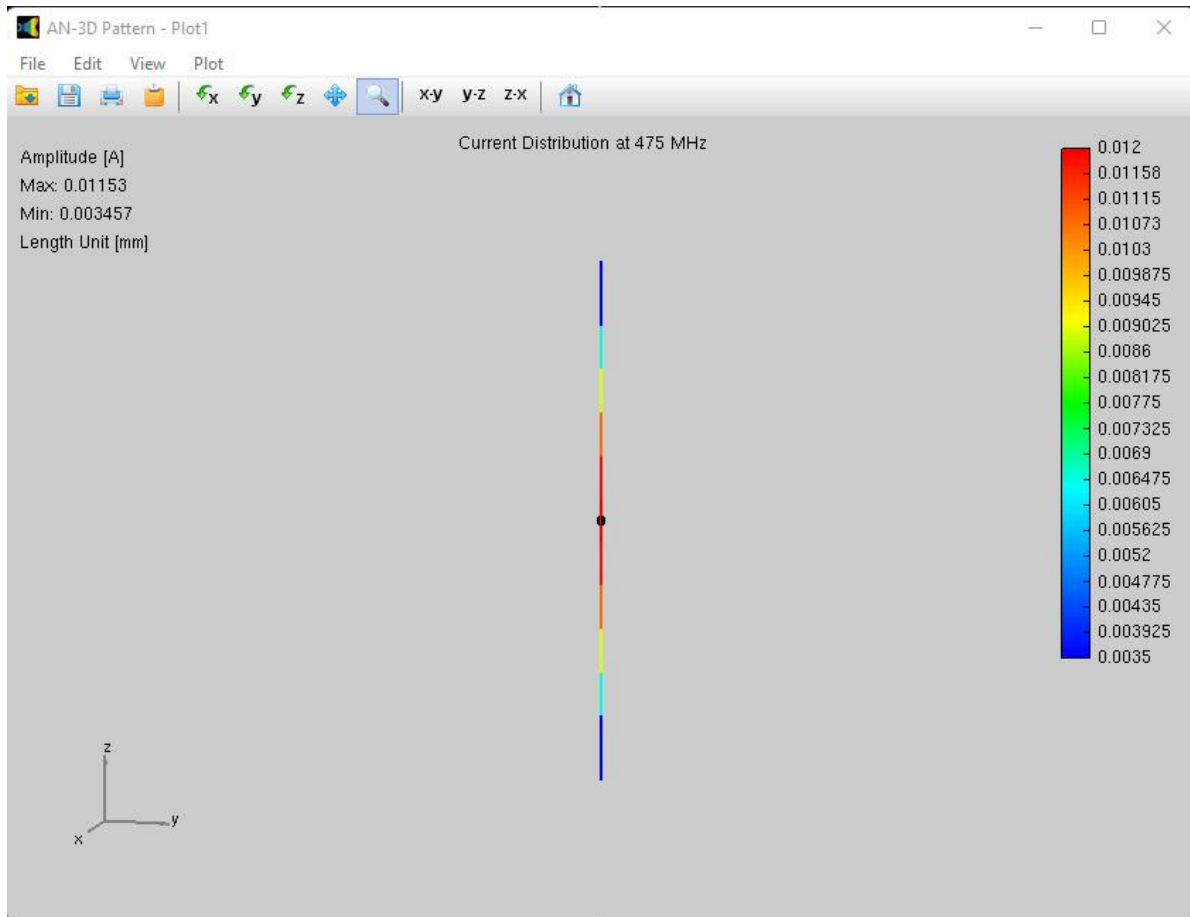 AN-3D Pattern - Plot1
File Edit View Plot
x y z x-y y-z z-x
Current Distribution at 475 MHz
Amplitude [A]
Max: 0.01153
Min: 0.003457
Length Unit [mm]
0.012
0.01158
0.01115
0.01073
0.0103
0.009875
0.00945
0.009025
0.0086
0.008175
0.00775
0.007325
0.0069
0.006475
0.00605
0.005625
0.0052
0.004775
0.00435
0.003925
0.0035
z
y
x